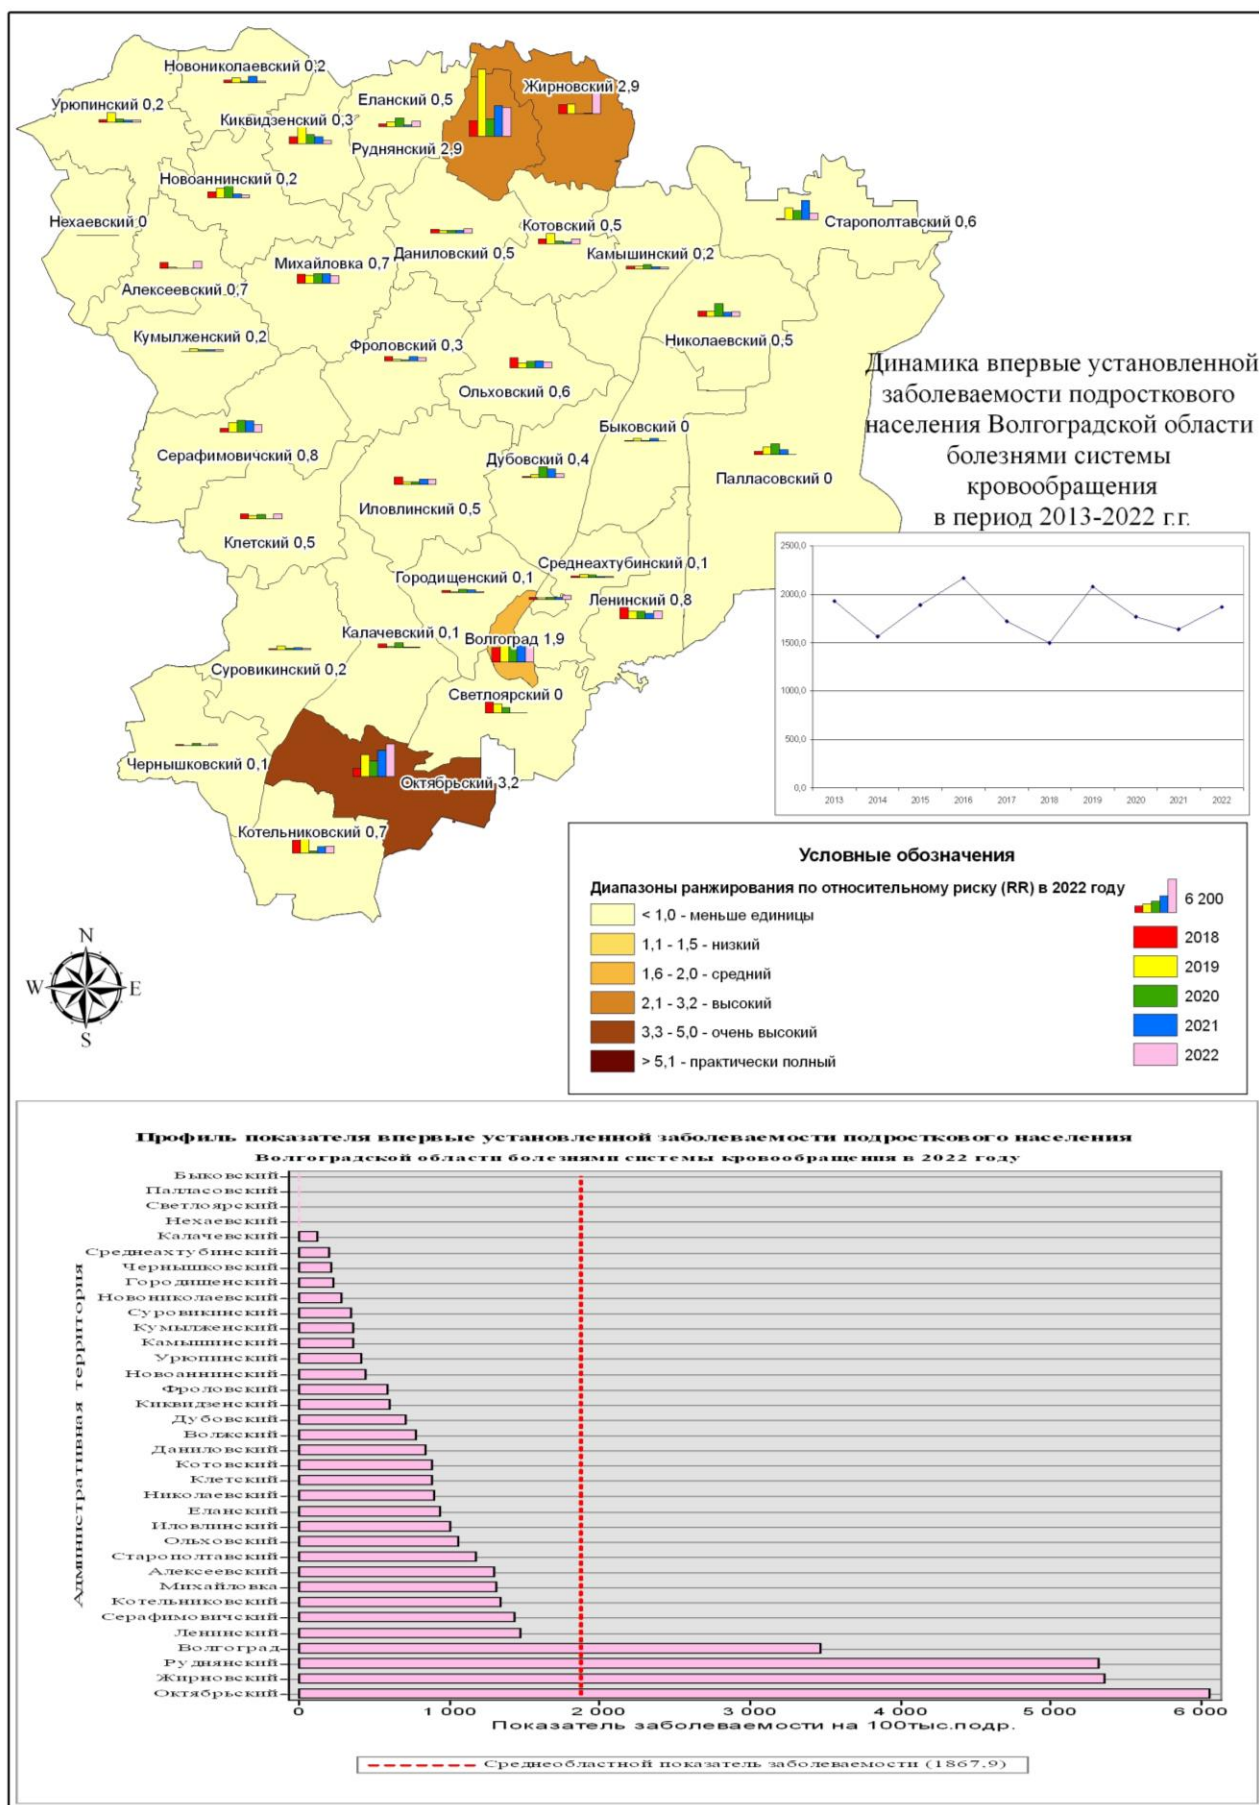 Новониколаевский 0,2
Урюпинский 0,2
Киквидзенский 0,3
Еланский 0,5
Жирновский 2,9
Руднянский 2,9
Новоаннинский 0,2
Нехаевский 0
Старополтавский 0,6
Котовский 0,5
Даниловский 0,5
Камышинский 0,2
Михайловка 0,7
Алексеевский 0,7
Кумылженский 0,2
Фроловский 0,3
Николаевский 0,5
Ольховский 0,6
Быковский 0
Серафимовичский 0,8
Дубовский 0,4
Палласовский 0
Иловлинский 0,5
Клетский 0,5
Среднеахтубинский 0,1
Городищенский 0,1
Ленинский 0,8
Калачевский 0,1
Волгоград 1,9
Суровикинский 0,2
Светлоярский 0
Чернышковский 0,1
Октябрьский 3,2
Котельниковский 0,7
Динамика впервые установленной
заболеваемости подросткового
населения Волгоградской области
болезнями системы
кровообращения
в период 2013-2022 г.г.
2500,0
2000,0
1500,0
1000,0
500,0
0,0
2013 2014 2015 2016 2017 2018 2019 2020 2021 2022
N
W E
S
Условные обозначения
Диапазоны ранжирования по относительному риску (RR) в 2022 году
< 1,0 - меньше единицы
1,1 - 1,5 - низкий
1,6 - 2,0 - средний
2,1 - 3,2 - высокий
3,3 - 5,0 - очень высокий
> 5,1 - практически полный
6 200
2018
2019
2020
2021
2022
Профиль показателя впервые установленной заболеваемости подросткового населения
Волгоградской области болезнями системы кровообращения в 2022 году
Административная территория
Быковский
Палласовский
Светлоярский
Нехаевский
Калачевский
Среднеахтубинский
Чернышковский
Городищенский
Новониколаевский
Суровикинский
Кумылженский
Камышинский
Урюпинский
Новоаннинский
Фроловский
Киквидзенский
Дубовский
Волжский
Даниловский
Котовский
Клетский
Николаевский
Еланский
Иловлинский
Ольховский
Старополтавский
Алексеевский
Михайловка
Котельниковский
Серафимовичский
Ленинский
Волгоград
Руднянский
Жирновский
Октябрьский
0 1 000 2 000 3 000 4 000 5 000 6 000
Показатель заболеваемости на 100тыс.подр.
Среднеобластной показатель заболеваемости (1867,9)